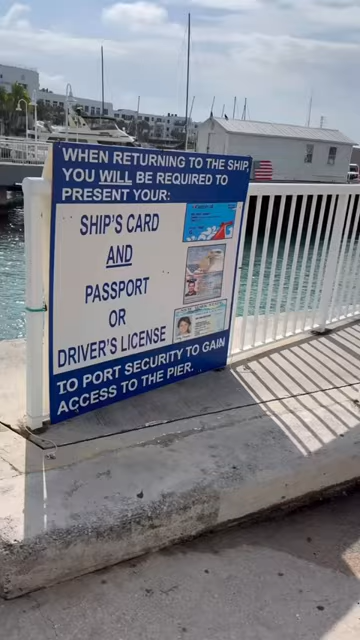 WHEN RETURNING TO THE SHIP,
YOU WILL BE REQUIRED TO
PRESENT YOUR:
SHIP'S CARD
AND
PASSPORT
OR
DRIVER'S LICENSE
TO PORT SECURITY TO GAIN
ACCESS TO THE PIER.